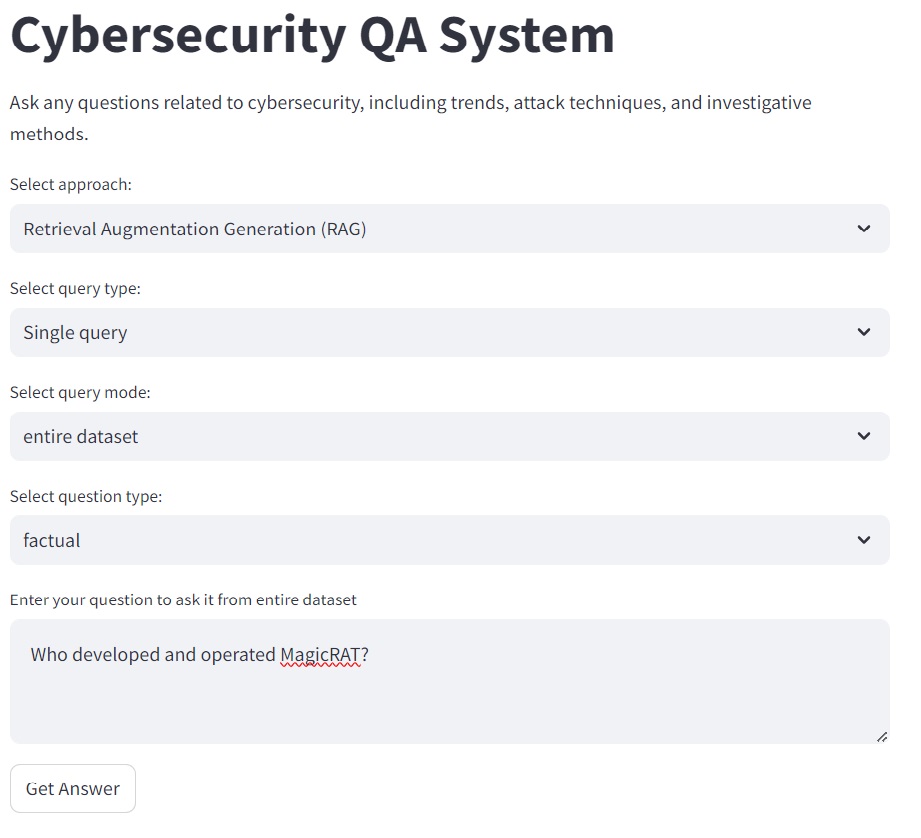 Cybersecurity QA System
Ask any questions related to cybersecurity, including trends, attack techniques, and investigative
methods.
Select approach:
Retrieval Augmentation Generation (RAG)
Select query type:
Single query
Select query mode:
entire dataset
Select question type:
factual
Enter your question to ask it from entire dataset
Who developed and operated MagicRAT?
Get Answer